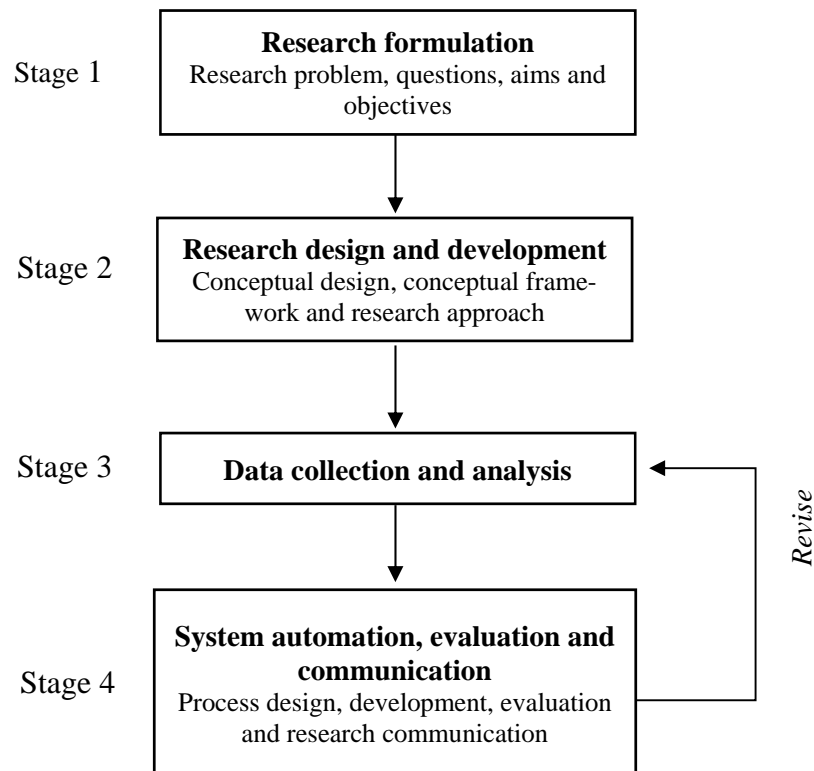 Research formulation
Stage 1
Research problem, questions, aims and
objectives
Research design and development
Stage 2
Conceptual design, conceptual frame-
work and research approach
Stage 3
Data collection and analysis
Revise
System automation, evaluation and
communication
Stage 4
Process design, development, evaluation
and research communication